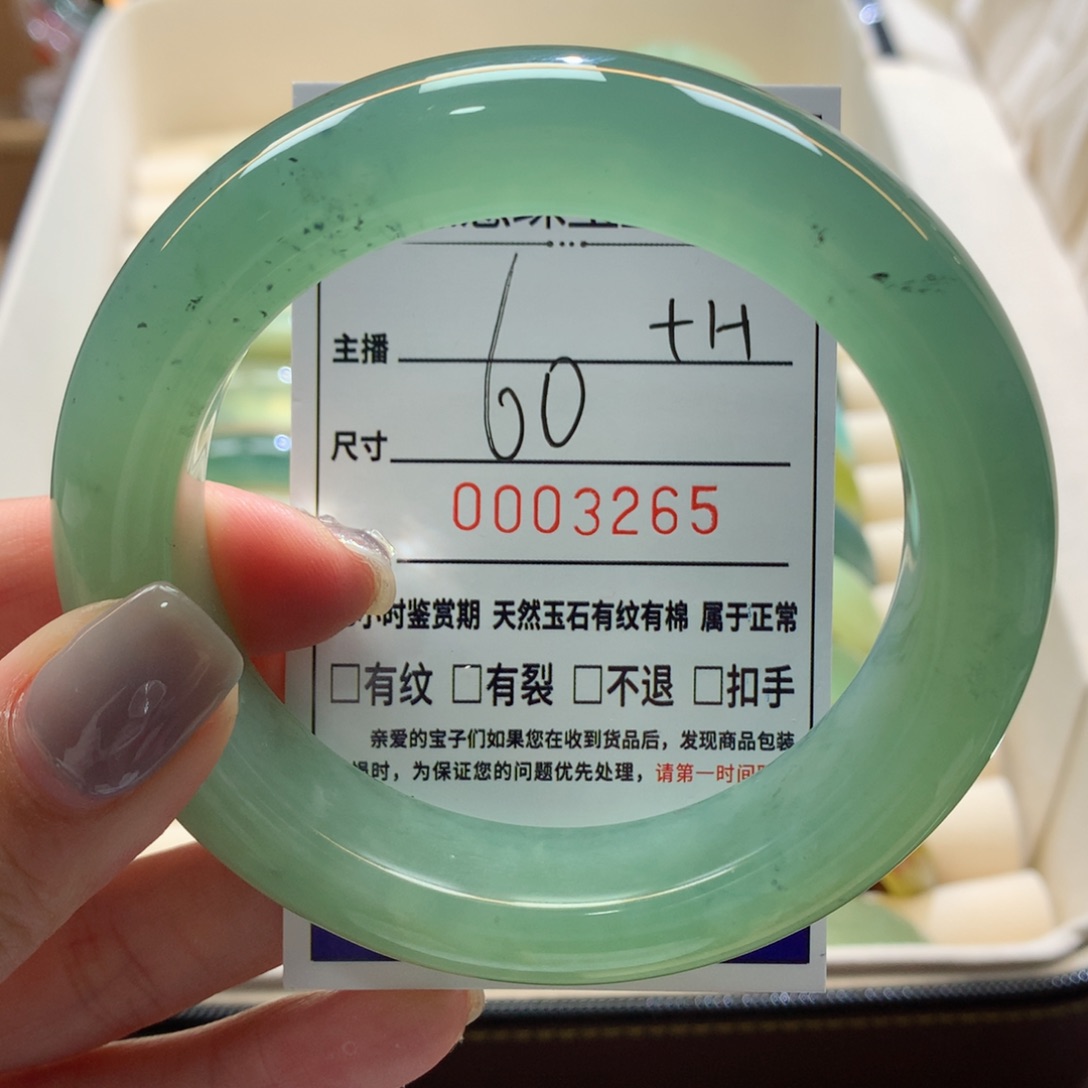 主播 tH
尺寸 60
0003265
小时鉴赏期 天然玉石有纹有棉 属于正常
□有纹 □有裂 □不退 □扣手
亲爱的宝子们如果您在收到货品后，发现商品包装
损时，为保证您的问题优先处理，请第一时间